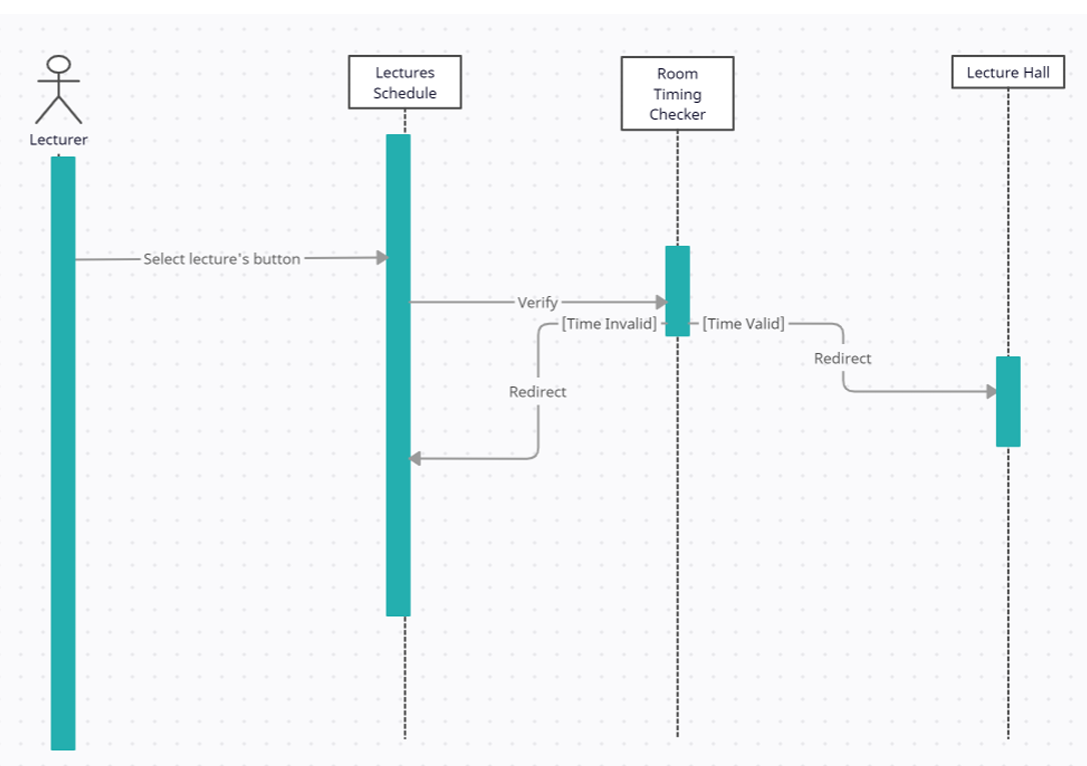 Lectures
Schedule
Room
Timing
Checker
Lecture Hall
Lecturer
Select lecture's button
Verify
[Time Invalid]
[Time Valid]
Redirect
Redirect